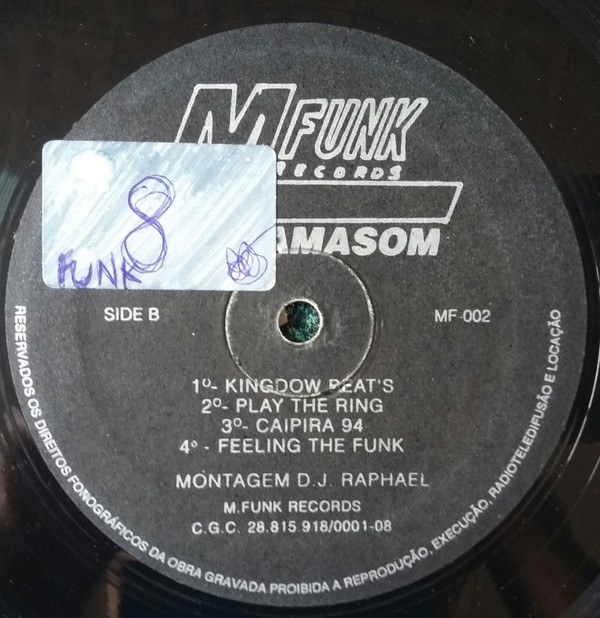 M FUNK
RECORDS
AMASOM
8
FUNK
SIDE B
MF-002
1º- KINGDOW BEAT'S
2º- PLAY THE RING
3º- CAIPIRA 94
4º - FEELING THE FUNK
MONTAGEM D.J. RAPHAEL
M.FUNK RECORDS
C.G.C. 28.815 918/0001-08
RESERVADOS OS DIREITOS FONOGRÁFICOS DA OBRA GRAVADA PROIBIDA A REPRODUÇÃO, EXECUÇÃO, RADIOTELEDIFUSÃO E LOCAÇÃO